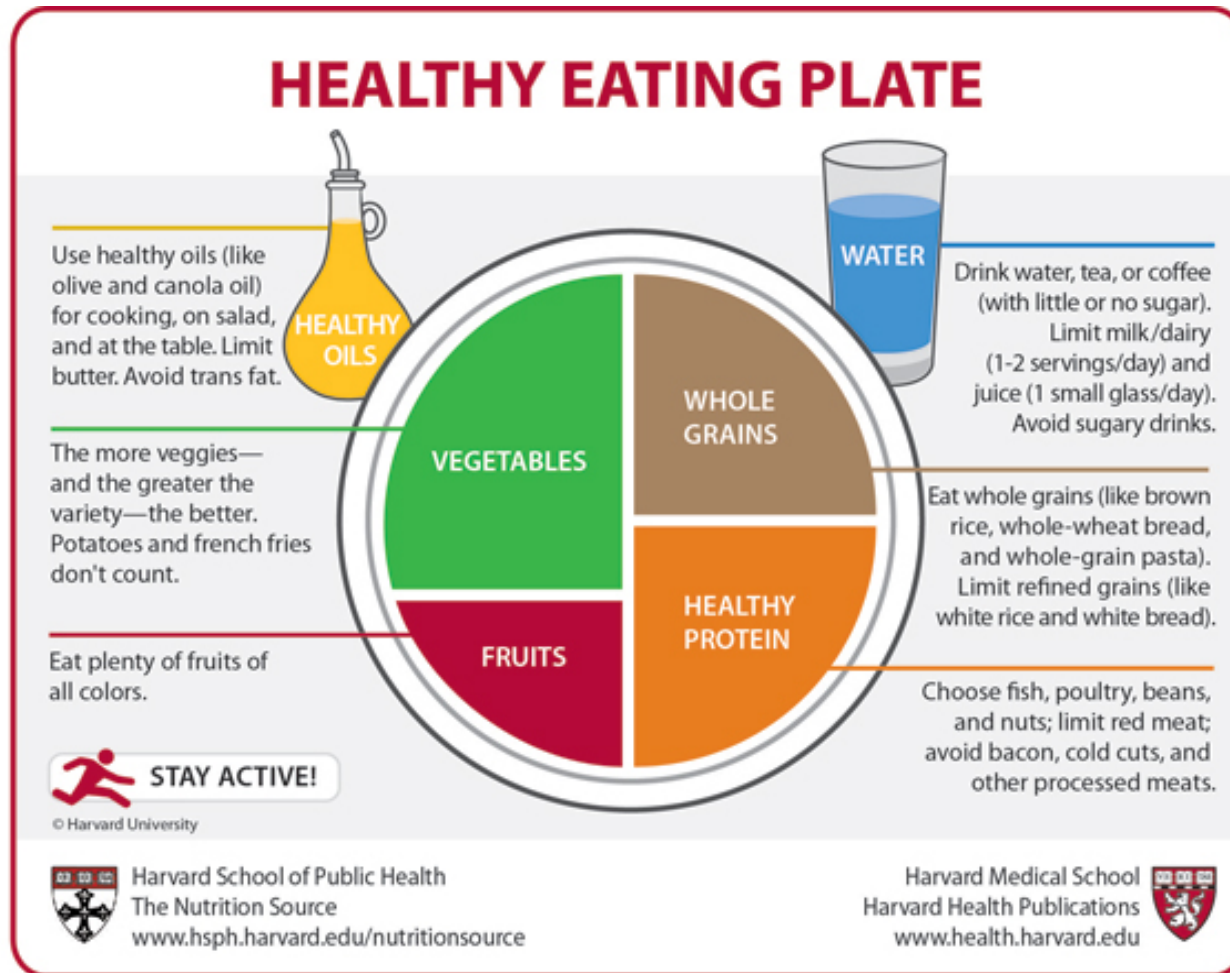 HEALTHY EATING PLATE
Use healthy oils (like
olive and canola oil)
for cooking, on salad,
and at the table. Limit
butter. Avoid trans fat.
HEALTHY
OILS
The more veggies—
and the greater the
variety—the better.
Potatoes and french fries
don't count.
Eat plenty of fruits of
all colors.
VEGETABLES
FRUITS
WHOLE
GRAINS
HEALTHY
PROTEIN
WATER
Drink water, tea, or coffee
(with little or no sugar).
Limit milk/dairy
(1-2 servings/day) and
juice (1 small glass/day).
Avoid sugary drinks.
Eat whole grains (like brown
rice, whole-wheat bread,
and whole-grain pasta).
Limit refined grains (like
white rice and white bread).
Choose fish, poultry, beans,
and nuts; limit red meat;
avoid bacon, cold cuts, and
other processed meats.
STAY ACTIVE!
© Harvard University
Harvard School of Public Health
The Nutrition Source
www.hsph.harvard.edu/nutritionsource
Harvard Medical School
Harvard Health Publications
www.health.harvard.edu